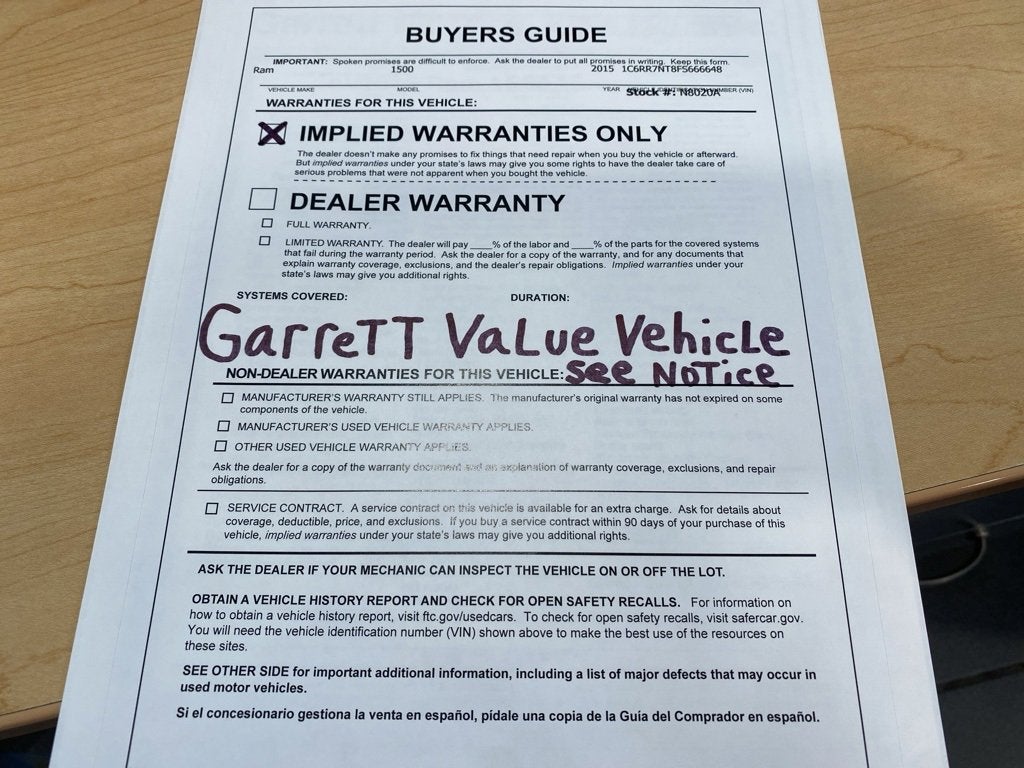 BUYERS GUIDE
IMPORTANT: Spoken promises are difficult to enforce. Ask the dealer to put all promises in writing. Keep this form.
Ram 1500 2015 1C6RR7NT8FS666648
VEHICLE MAKE MODEL YEAR NUMBER (VIN)
Stock #: N8020A
WARRANTIES FOR THIS VEHICLE:
IMPLIED WARRANTIES ONLY
The dealer doesn't make any promises to fix things that need repair when you buy the vehicle or afterward.
But implied warranties under your state's laws may give you some rights to have the dealer take care of
serious problems that were not apparent when you bought the vehicle.
DEALER WARRANTY
FULL WARRANTY.
LIMITED WARRANTY. The dealer will pay ____% of the labor and ____% of the parts for the covered systems
that fail during the warranty period. Ask the dealer for a copy of the warranty, and for any documents that
explain warranty coverage, exclusions, and the dealer's repair obligations. Implied warranties under your
state's laws may give you additional rights.
SYSTEMS COVERED: DURATION:
GarreTT Value Vehicle
NON-DEALER WARRANTIES FOR THIS VEHICLE: See Notice
MANUFACTURER'S WARRANTY STILL APPLIES. The manufacturer's original warranty has not expired on some
components of the vehicle.
MANUFACTURER'S USED VEHICLE WARRANTY APPLIES.
OTHER USED VEHICLE WARRANTY APPLIES.
Ask the dealer for a copy of the warranty document and an explanation of warranty coverage, exclusions, and repair
obligations.
SERVICE CONTRACT. A service contract on this vehicle is available for an extra charge. Ask for details about
coverage, deductible, price, and exclusions. If you buy a service contract within 90 days of your purchase of this
vehicle, implied warranties under your state's laws may give you additional rights.
ASK THE DEALER IF YOUR MECHANIC CAN INSPECT THE VEHICLE ON OR OFF THE LOT.
OBTAIN A VEHICLE HISTORY REPORT AND CHECK FOR OPEN SAFETY RECALLS. For information on
how to obtain a vehicle history report, visit ftc.gov/usedcars. To check for open safety recalls, visit safercar.gov.
You will need the vehicle identification number (VIN) shown above to make the best use of the resources on
these sites.
SEE OTHER SIDE for important additional information, including a list of major defects that may occur in
used motor vehicles.
Si el concesionario gestiona la venta en español, pídale una copia de la Guía del Comprador en español.